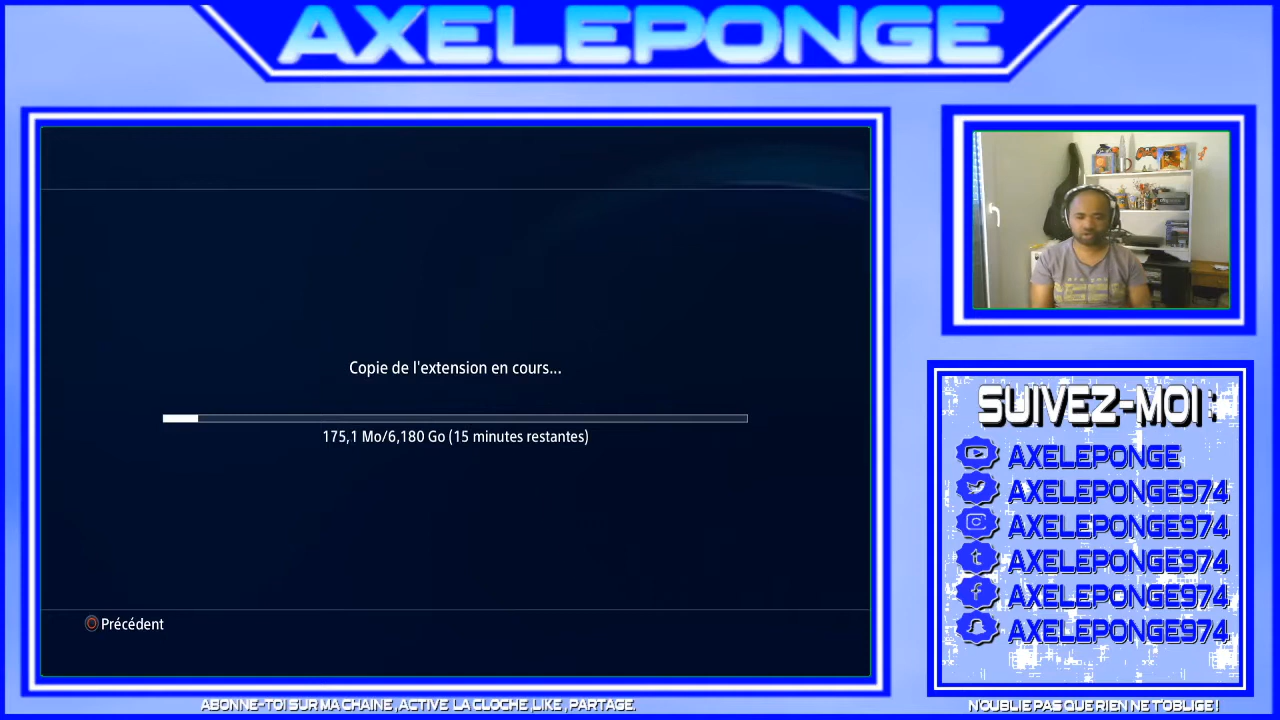 AXELEPONGE
Copie de l'extension en cours...
175,1 Mo/6,180 Go (15 minutes restantes)
Précédent
SUIVEZ-MOI :
AXELEPONGE
AXELEPONGE974
AXELEPONGE974
AXELEPONGE974
AXELEPONGE974
AXELEPONGE974
ABONNE-TOI SUR MA CHAINE, ACTIVE LA CLOCHE LIKE, PARTAGE.
N'OUBLIE PAS QUE RIEN NE T'OBLIGE !